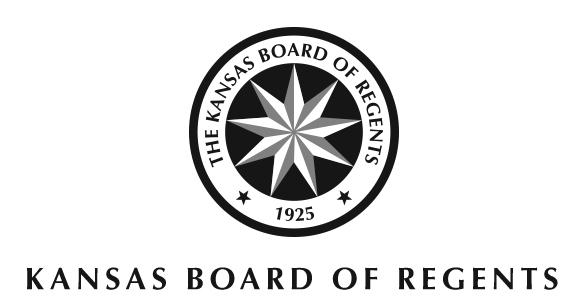 THE KANSAS BOARD OF REGENTS
1925
KANSAS BOARD OF REGENTS